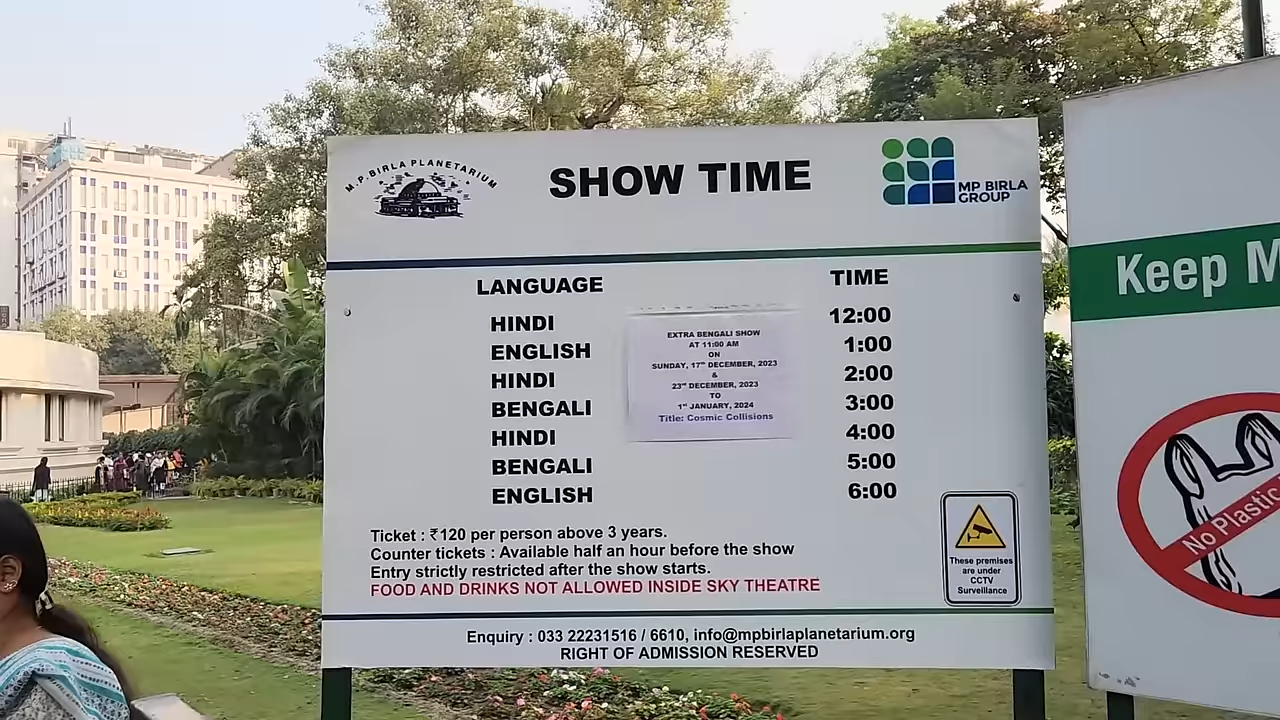 M.P. BIRLA PLANETARIUM
SHOW TIME
MP BIRLA
GROUP
LANGUAGE TIME
HINDI 12:00
ENGLISH 1:00
HINDI 2:00
BENGALI 3:00
HINDI 4:00
BENGALI 5:00
ENGLISH 6:00
EXTRA BENGALI SHOW
AT 11:00 AM
ON
SUNDAY, 17th DECEMBER, 2023
&
23rd DECEMBER, 2023
TO
1st JANUARY, 2024
Title: Cosmic Collisions
Ticket : ₹120 per person above 3 years.
Counter tickets : Available half an hour before the show
Entry strictly restricted after the show starts.
FOOD AND DRINKS NOT ALLOWED INSIDE SKY THEATRE
These premises
are under
CCTV
Surveillance
Enquiry : 033 22231516 / 6610, info@mpbirlaplanetarium.org
RIGHT OF ADMISSION RESERVED
Keep M
No Plastic